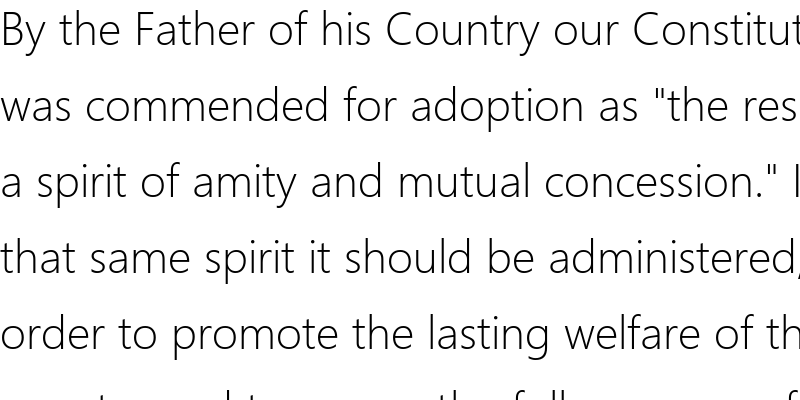 By the Father of his Country our Constitut
was commended for adoption as "the res
a spirit of amity and mutual concession." I
that same spirit it should be administered,
order to promote the lasting welfare of th